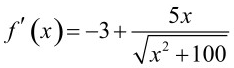 f′(x) = −3 + 5x / √(x² + 100)